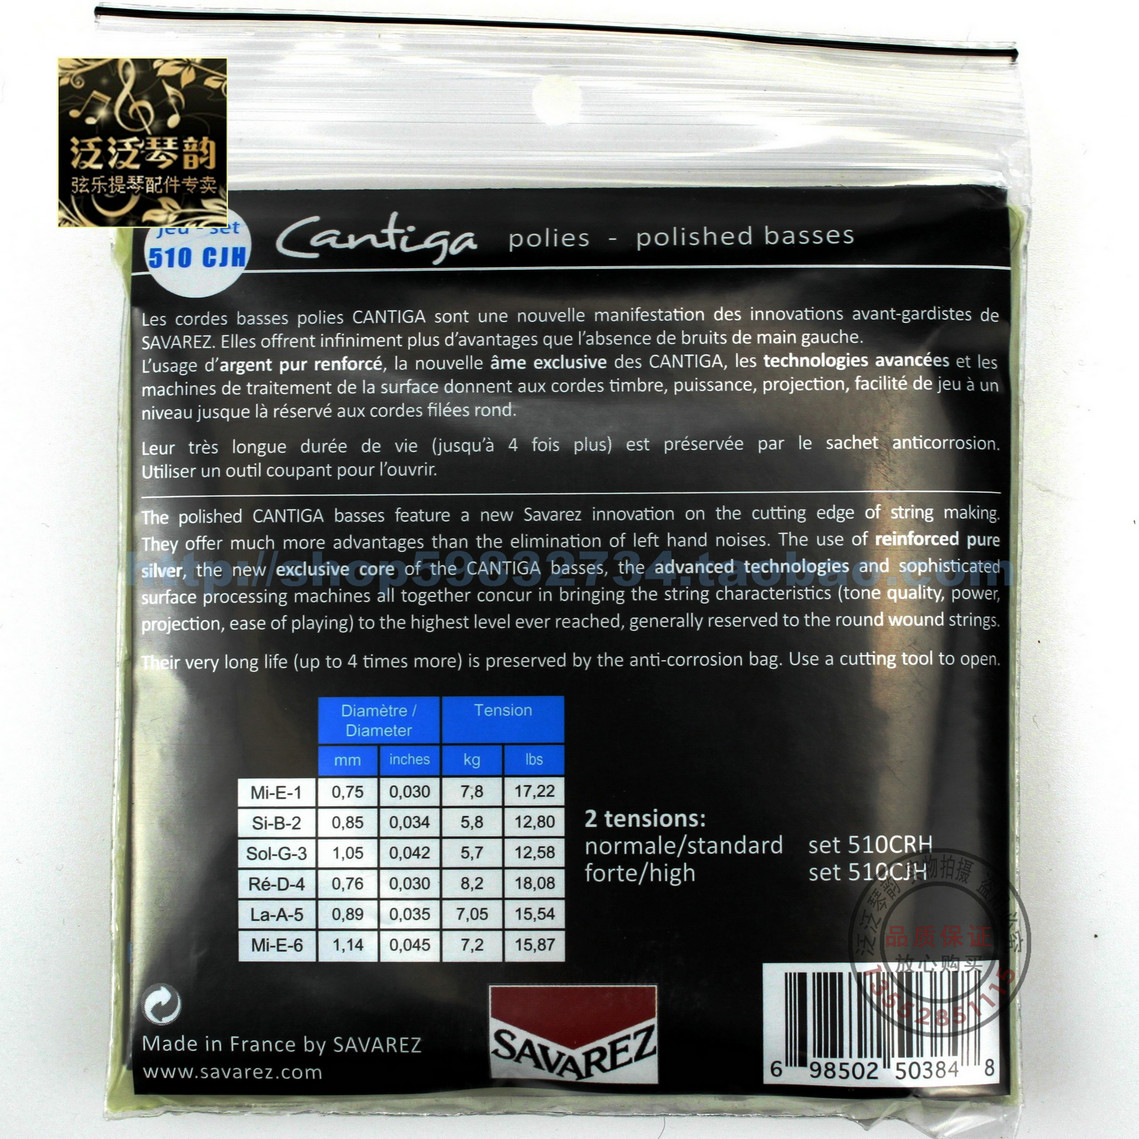 泛泛琴韵
弦乐提琴配件专卖
jeu - set
510 CJH
Cantiga polies - polished basses
Les cordes basses polies CANTIGA sont une nouvelle manifestation des innovations avant-gardistes de
SAVAREZ. Elles offrent infiniment plus d'avantages que l'absence de bruits de main gauche.
L'usage d'argent pur renforcé, la nouvelle âme exclusive des CANTIGA, les technologies avancées et les
machines de traitement de la surface donnent aux cordes timbre, puissance, projection, facilité de jeu à un
niveau jusque là réservé aux cordes filées rond.
Leur très longue durée de vie (jusqu'à 4 fois plus) est préservée par le sachet anticorrosion.
Utiliser un outil coupant pour l'ouvrir.
The polished CANTIGA basses feature a new Savarez innovation on the cutting edge of string making.
They offer much more advantages than the elimination of left hand noises. The use of reinforced pure
silver, the new exclusive core of the CANTIGA basses, the advanced technologies and sophisticated
http://shop59832734.taobao.com
surface processing machines all together concur in bringing the string characteristics (tone quality, power,
projection, ease of playing) to the highest level ever reached, generally reserved to the round wound strings.
Their very long life (up to 4 times more) is preserved by the anti-corrosion bag. Use a cutting tool to open.
Diamètre / Tension
Diameter
mm inches kg lbs
Mi-E-1 0,75 0,030 7,8 17,22
Si-B-2 0,85 0,034 5,8 12,80
Sol-G-3 1,05 0,042 5,7 12,58
Ré-D-4 0,76 0,030 8,2 18,08
La-A-5 0,89 0,035 7,05 15,54
Mi-E-6 1,14 0,045 7,2 15,87
2 tensions:
normale/standard set 510CRH
forte/high set 510CJH
泛泛琴韵 实物拍摄
品质保证
放心购买
13552851115
Made in France by SAVAREZ
www.savarez.com
SAVAREZ
6 98502 50384 8